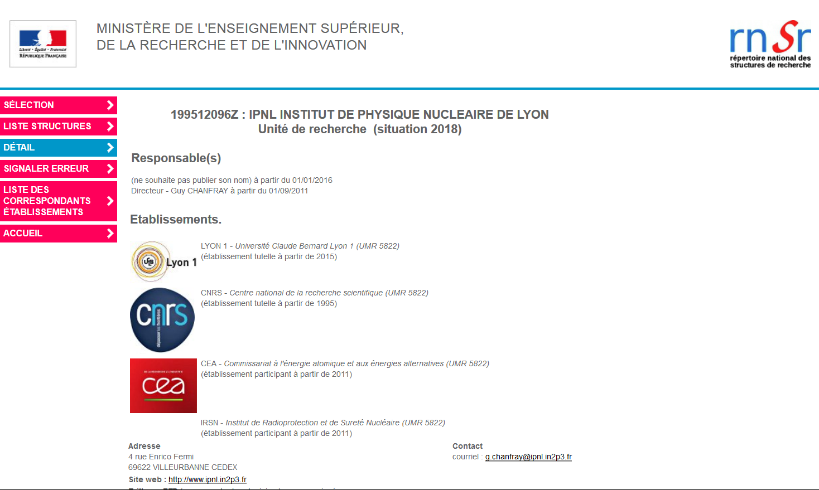 Liberté • Égalité • Fraternité
RÉPUBLIQUE FRANÇAISE
MINISTÈRE DE L'ENSEIGNEMENT SUPÉRIEUR,
DE LA RECHERCHE ET DE L'INNOVATION
rnSr
répertoire national des
structures de recherche
SÉLECTION
LISTE STRUCTURES
DÉTAIL
SIGNALER ERREUR
LISTE DES
CORRESPONDANTS
ÉTABLISSEMENTS
ACCUEIL
199512096Z : IPNL INSTITUT DE PHYSIQUE NUCLEAIRE DE LYON
Unité de recherche (situation 2018)
Responsable(s)
(ne souhaite pas publier son nom) à partir du 01/01/2016
Directeur - Guy CHANFRAY à partir du 01/09/2011
Etablissements.
Lyon 1
LYON 1 - Université Claude Bernard Lyon 1 (UMR 5822)
(établissement tutelle à partir de 2015)
cnrs
CNRS - Centre national de la recherche scientifique (UMR 5822)
(établissement tutelle à partir de 1995)
cea
CEA - Commissariat à l'énergie atomique et aux énergies alternatives (UMR 5822)
(établissement participant à partir de 2011)
IRSN - Institut de Radioprotection et de Sureté Nucléaire (UMR 5822)
(établissement participant à partir de 2011)
Adresse
4 rue Enrico Fermi
69622 VILLEURBANNE CEDEX
Site web : http://www.ipnl.in2p3.fr
Contact
courriel : g.chanfray@ipnl.in2p3.fr